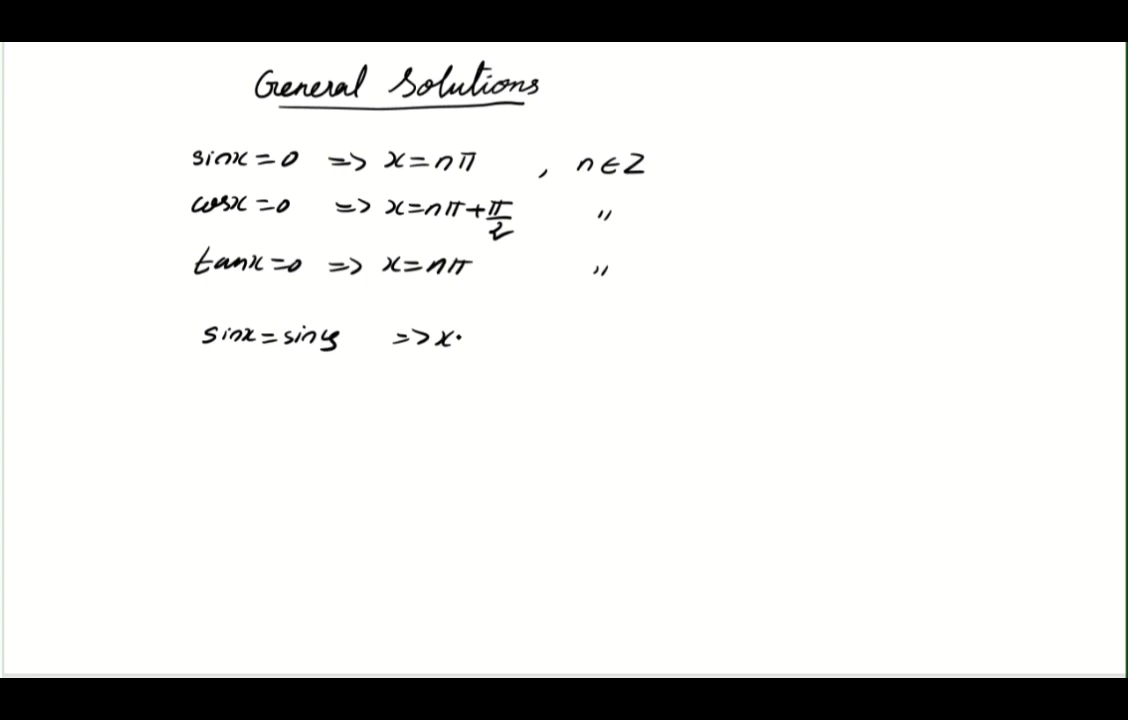 General Solutions
sinx=0 => x=nπ , n∈Z
cosx=0 => x=nπ+π/2 "
tanx=0 => x=nπ "
sinx=siny => x